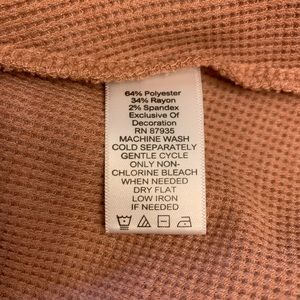 64% Polyester
34% Rayon
2% Spandex
Exclusive Of
Decoration
RN 87935
MACHINE WASH
COLD SEPARATELY
GENTLE CYCLE
ONLY NON-
CHLORINE BLEACH
WHEN NEEDED
DRY FLAT
LOW IRON
IF NEEDED